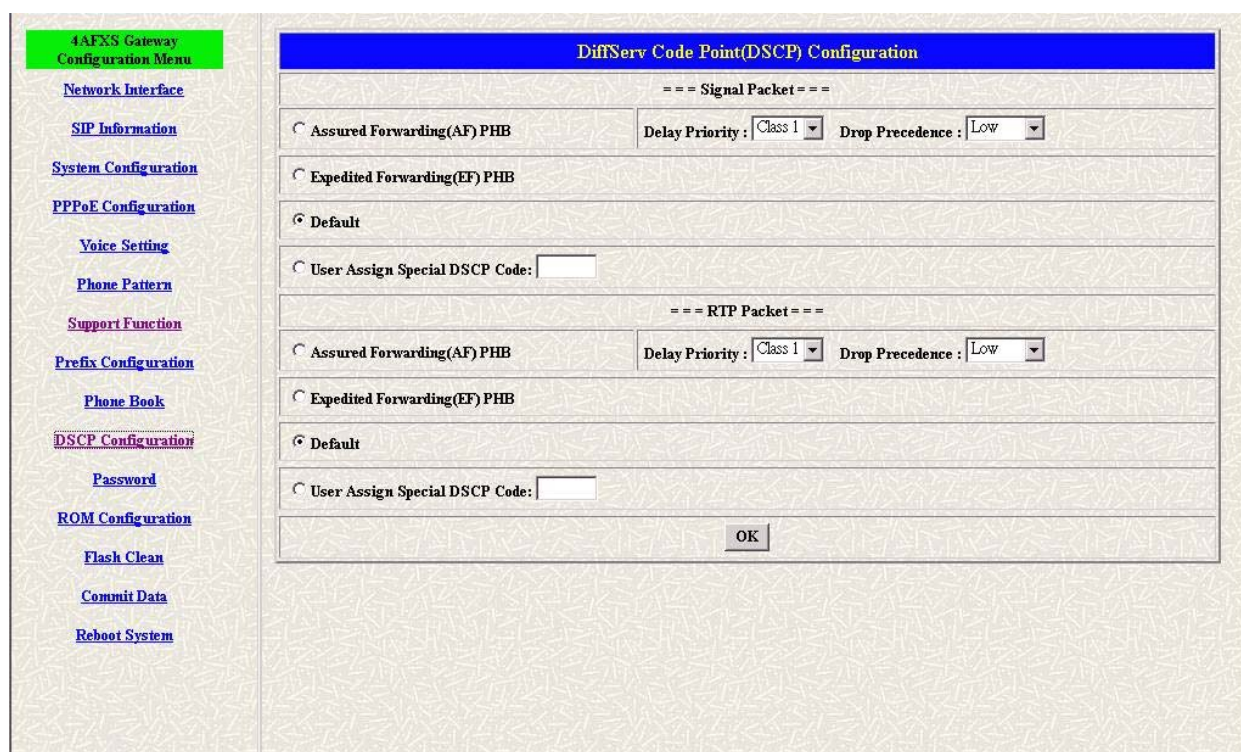 4AFXS Gateway
Configuration Menu
Network Interface
SIP Information
System Configuration
PPPoE Configuration
Voice Setting
Phone Pattern
Support Function
Prefix Configuration
Phone Book
DSCP Configuration
Password
ROM Configuration
Flash Clean
Commit Data
Reboot System
DiffServ Code Point(DSCP) Configuration
= = = Signal Packet = = =
Assured Forwarding(AF) PHB Delay Priority : Class 1 Drop Precedence : Low
Expedited Forwarding(EF) PHB
Default
User Assign Special DSCP Code:
= = = RTP Packet = = =
Assured Forwarding(AF) PHB Delay Priority : Class 1 Drop Precedence : Low
Expedited Forwarding(EF) PHB
Default
User Assign Special DSCP Code:
OK